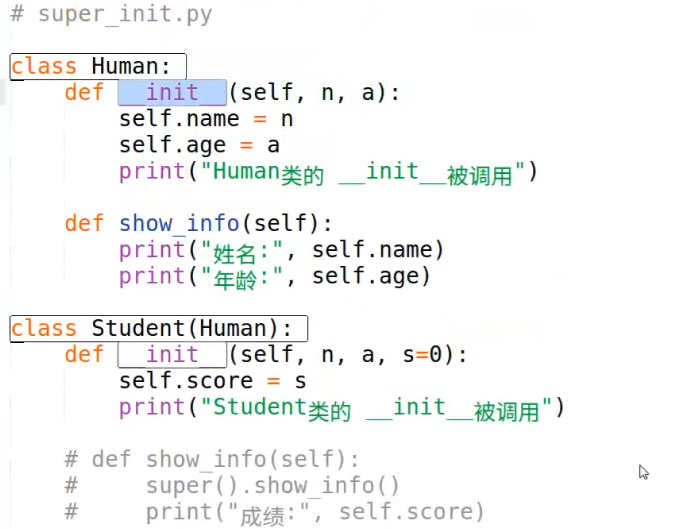 # super_init.py
class Human:
def __init__(self, n, a):
self.name = n
self.age = a
print("Human类的 __init__被调用")
def show_info(self):
print("姓名:", self.name)
print("年龄:", self.age)
class Student(Human):
def __init__(self, n, a, s=0):
self.score = s
print("Student类的 __init__被调用")
# def show_info(self):
#     super().show_info()
#     print("成绩:", self.score)